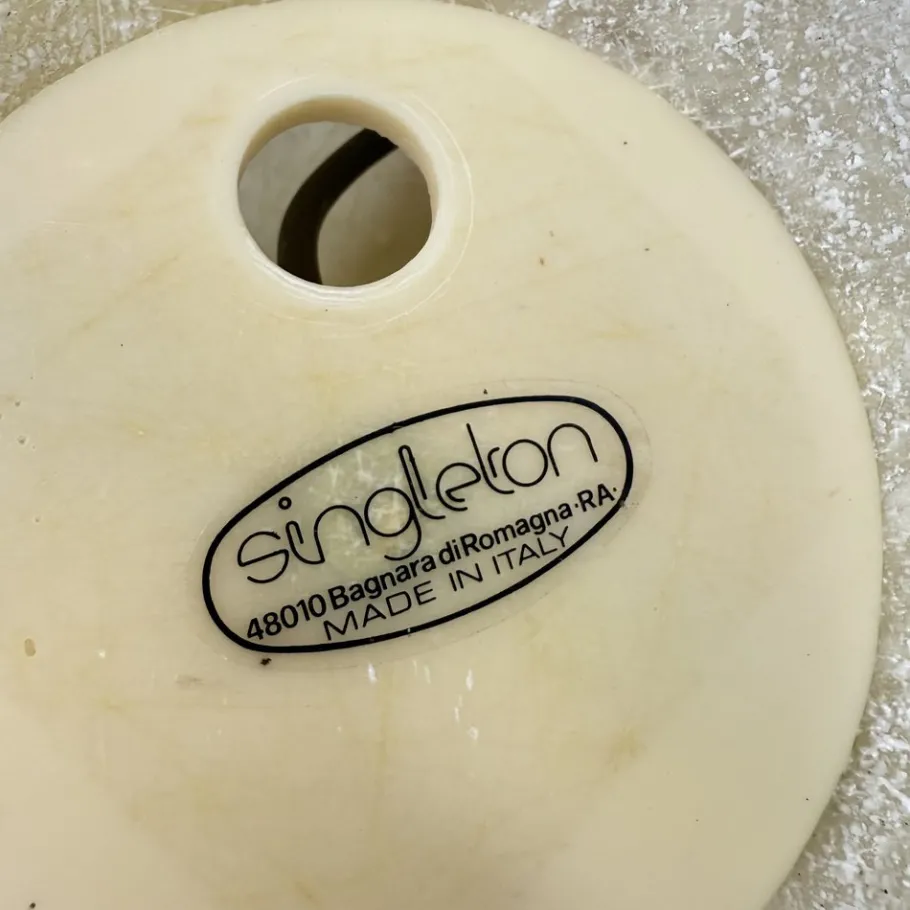 singleton
48010 Bagnara di Romagna·RA·
MADE IN ITALY